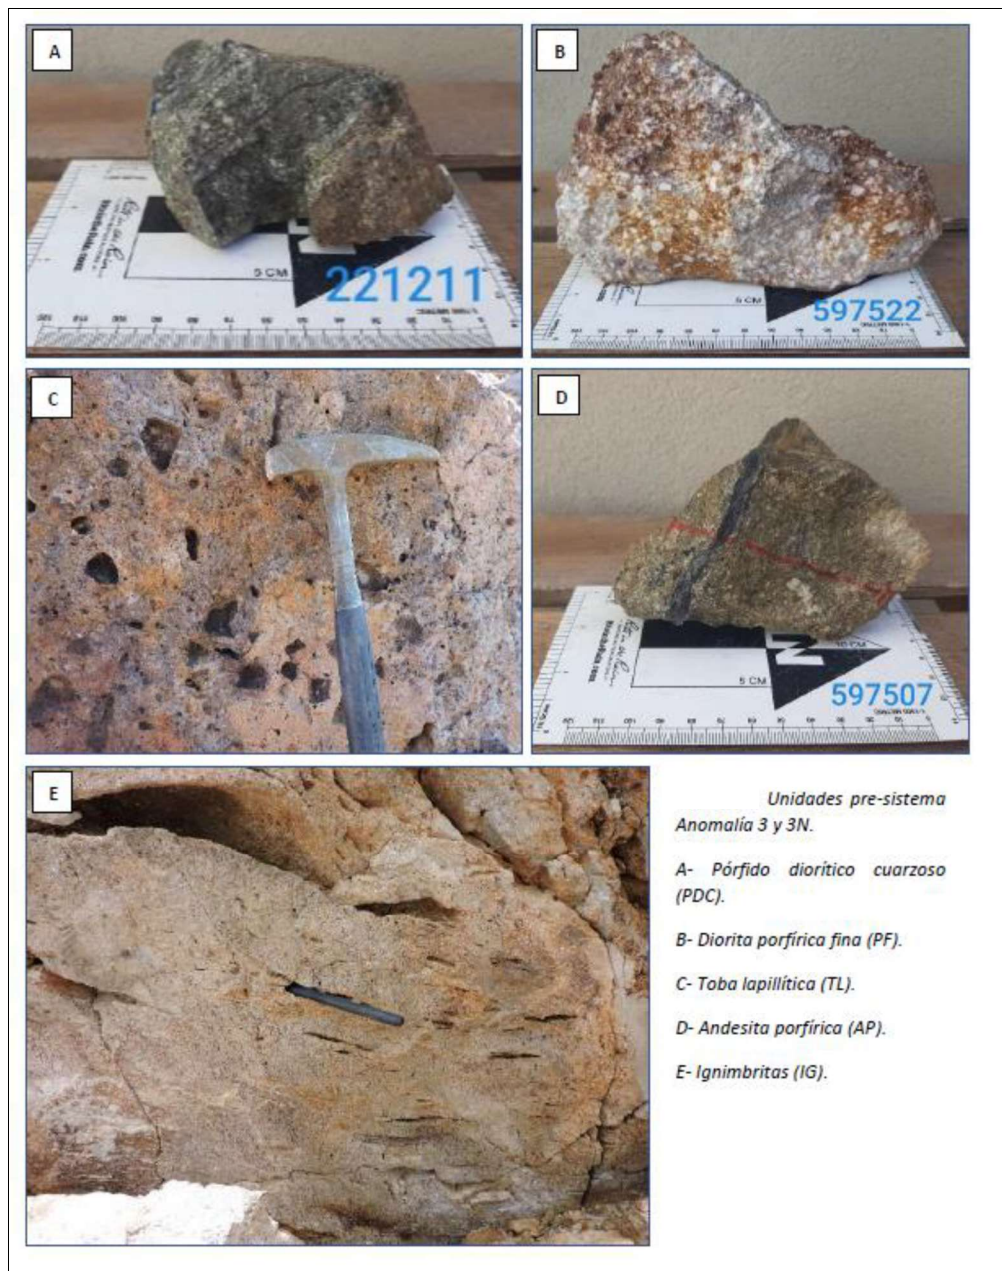 A
5 CM
221211
B
5 CM
597522
C
D
5 CM
597507
E
Unidades pre-sistema
Anomalía 3 y 3N.
A- Pórfido diorítico cuarzoso
(PDC).
B- Diorita porfírica fina (PF).
C- Toba lapillítica (TL).
D- Andesita porfírica (AP).
E- Ignimbritas (IG).